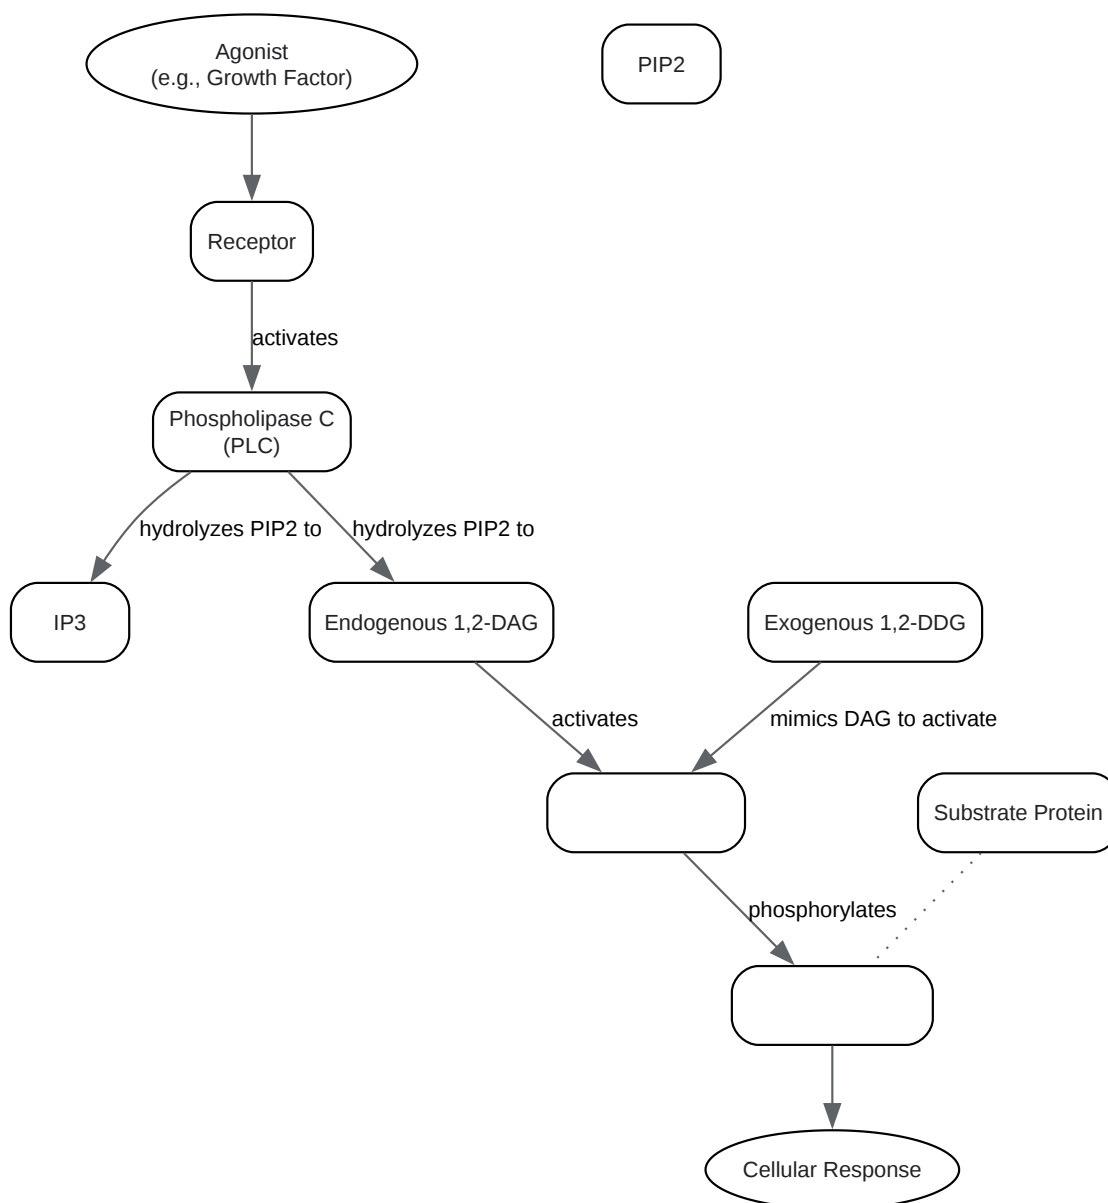 Agonist
(e.g., Growth Factor)
PIP2
Receptor
activates
Phospholipase C
(PLC)
hydrolyzes PIP2 to
hydrolyzes PIP2 to
IP3
Endogenous 1,2-DAG
Exogenous 1,2-DDG
activates
mimics DAG to activate
Substrate Protein
phosphorylates
Cellular Response